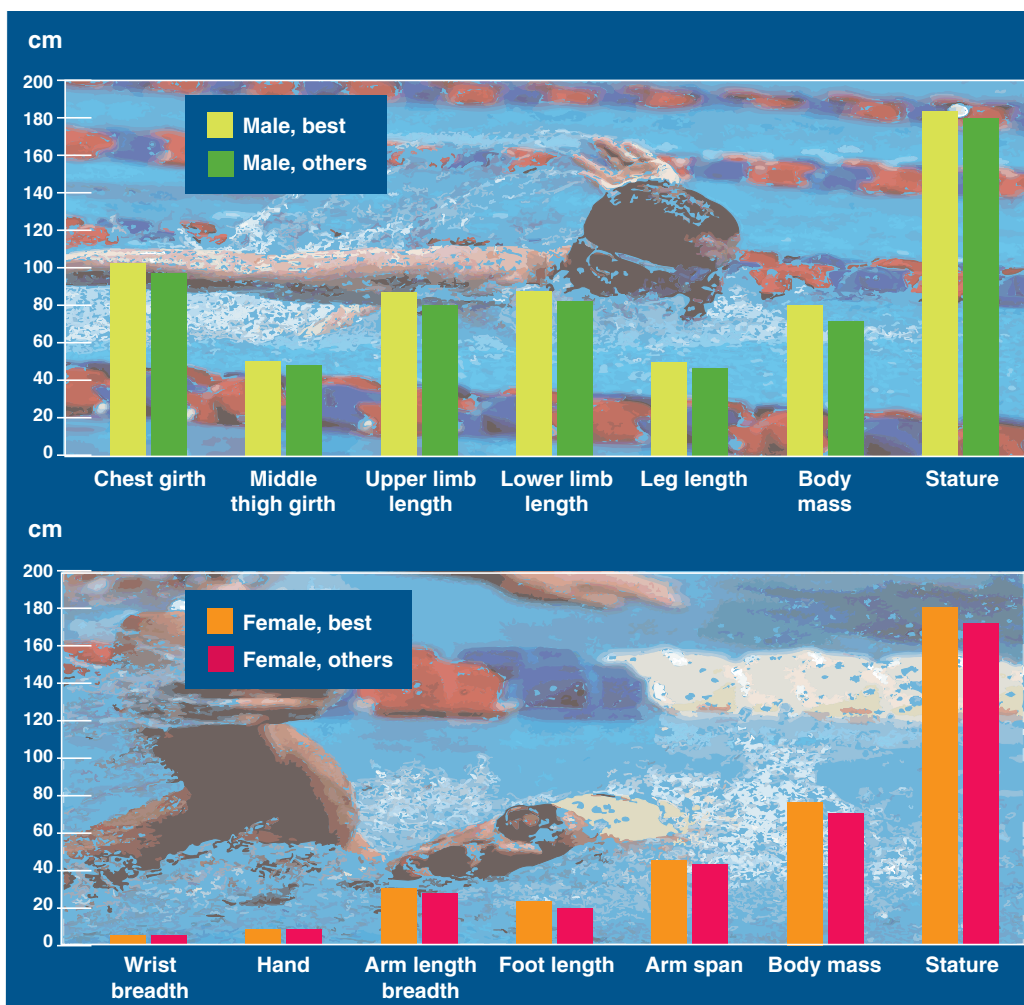 cm
200
180
160
140
120
100
80
60
40
20
0
Male, best
Male, others
Chest girth
Middle
thigh girth
Upper limb
length
Lower limb
length
Leg length
Body
mass
Stature
cm
200
180
160
140
120
100
80
60
40
20
0
Female, best
Female, others
Wrist
breadth
Hand
Arm length
breadth
Foot length
Arm span
Body mass
Stature